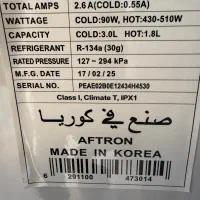 TOTAL AMPS 2.6A(COLD:0.55A)
WATTAGE COLD:90W, HOT:430-510W
CAPACITY COLD:3.0L HOT:1.8L
REFRIGERANT R-134a (30g)
RATED PRESSURE 127~294 kPa
M.F.G. DATE 17 / 02 / 25
SERIAL NO. PEAE02B0E12434H4530
Class I, Climate T, IPX1
صنع في كوريا
AFTRON
MADE IN KOREA
6 291100 473014